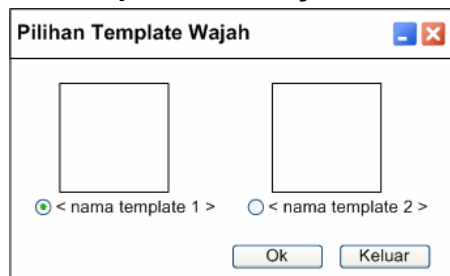 Pilihan Template Wajah
< nama template 1 > < nama template 2 >
Ok Keluar